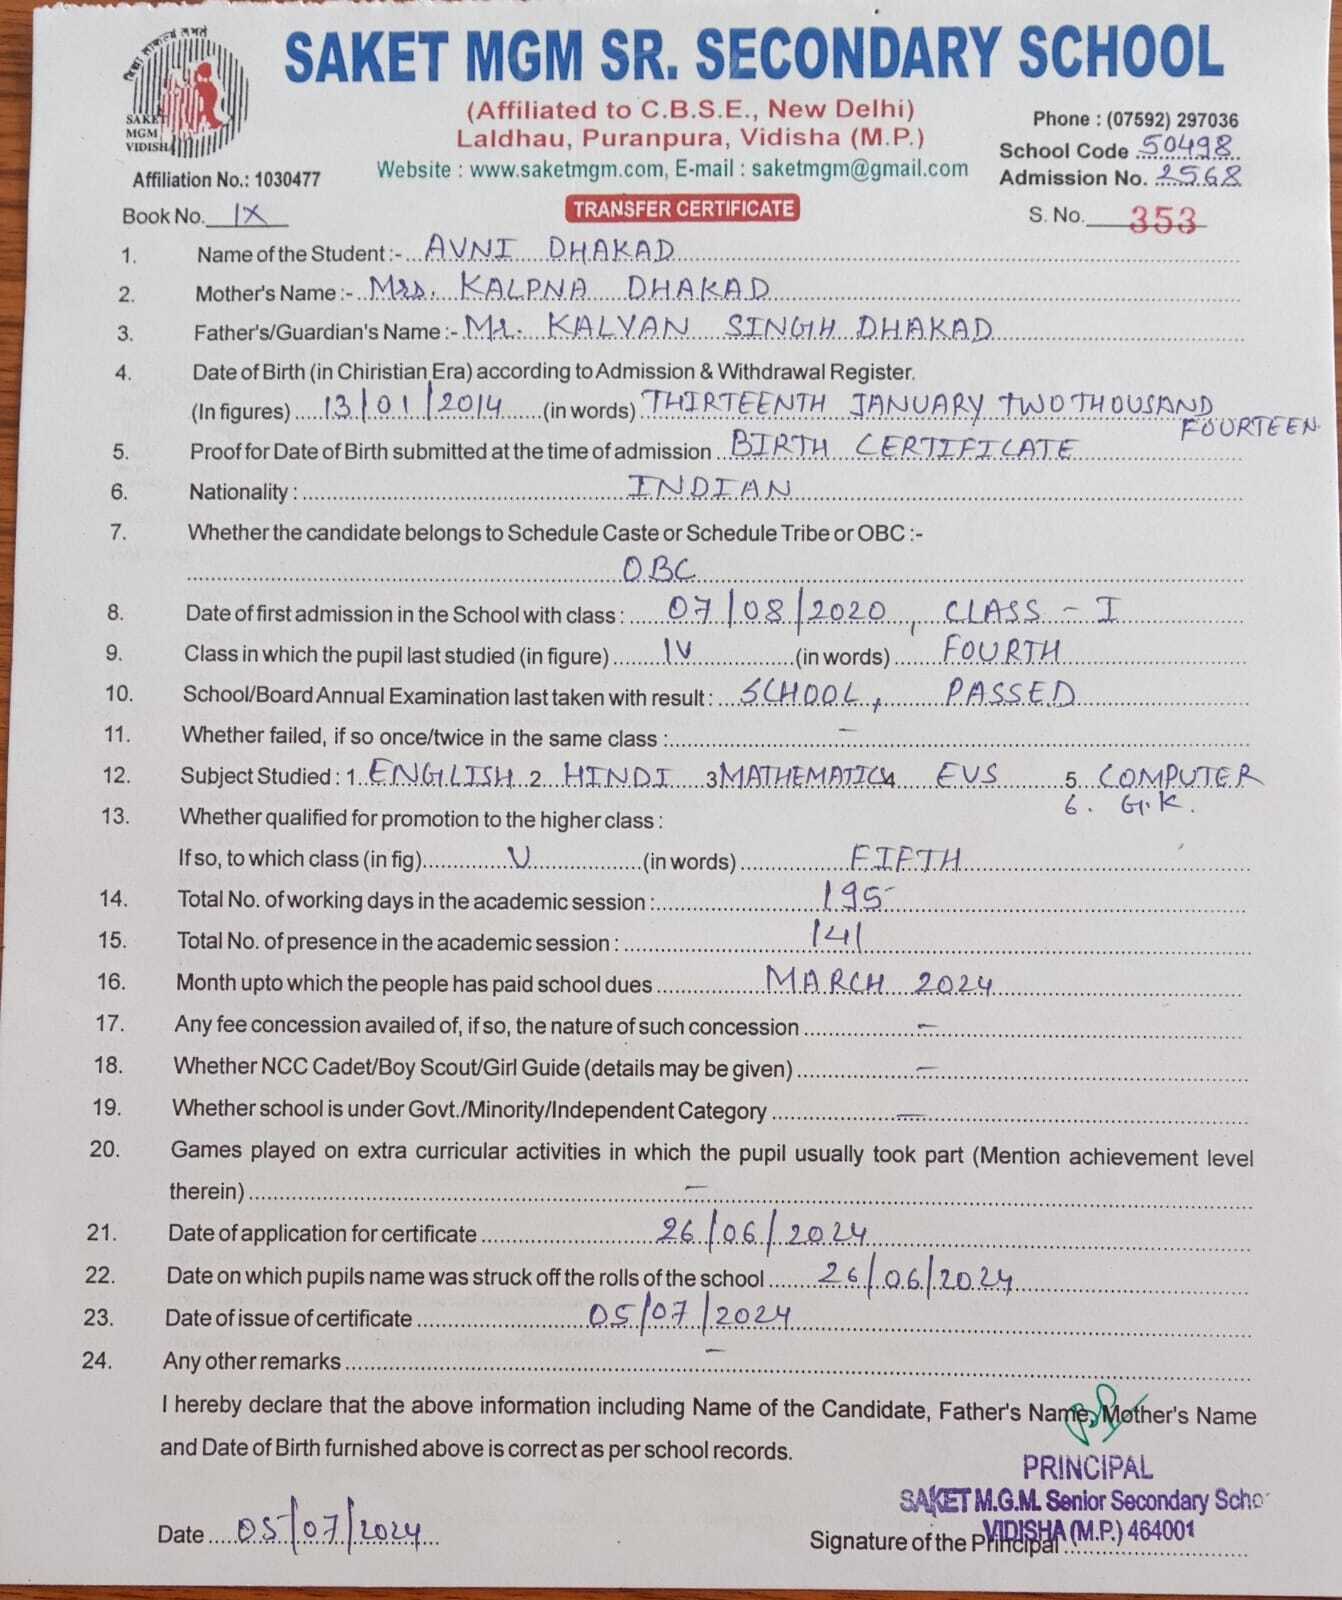 SAKET MGM SR. SECONDARY SCHOOL
(Affiliated to C.B.S.E., New Delhi)
Laldhau, Puranpura, Vidisha (M.P.)
Website : www.saketmgm.com, E-mail : saketmgm@gmail.com
SAKET
MGM
VIDISHA
Affiliation No.: 1030477
Phone : (07592) 297036
School Code 50498
Admission No. 2568
Book No. IX
TRANSFER CERTIFICATE
S. No. 353
1. Name of the Student :- AVNI DHAKAD
2. Mother's Name :- Mrs. KALPNA DHAKAD
3. Father's/Guardian's Name :- Mr. KALYAN SINGH DHAKAD
4. Date of Birth (in Chiristian Era) according to Admission & Withdrawal Register.
(In figures) 13/01/2014 (in words) THIRTEENTH JANUARY TWO THOUSAND
FOURTEEN
5. Proof for Date of Birth submitted at the time of admission BIRTH CERTIFICATE
6. Nationality : INDIAN
7. Whether the candidate belongs to Schedule Caste or Schedule Tribe or OBC :-
OBC
8. Date of first admission in the School with class : 07/08/2020, CLASS - I
9. Class in which the pupil last studied (in figure) IV (in words) FOURTH
10. School/Board Annual Examination last taken with result : SCHOOL, PASSED
11. Whether failed, if so once/twice in the same class : -
12. Subject Studied : 1 ENGLISH 2 HINDI 3 MATHEMATICS 4 EVS 5 COMPUTER
6. G.K.
13. Whether qualified for promotion to the higher class :
If so, to which class (in fig) V (in words) FIFTH
14. Total No. of working days in the academic session : 195
15. Total No. of presence in the academic session : 141
16. Month upto which the people has paid school dues MARCH 2024
17. Any fee concession availed of, if so, the nature of such concession -
18. Whether NCC Cadet/Boy Scout/Girl Guide (details may be given) -
19. Whether school is under Govt./Minority/Independent Category -
20. Games played on extra curricular activities in which the pupil usually took part (Mention achievement level
therein) -
21. Date of application for certificate 26/06/2024
22. Date on which pupils name was struck off the rolls of the school 26/06/2024
23. Date of issue of certificate 05/07/2024
24. Any other remarks -
I hereby declare that the above information including Name of the Candidate, Father's Name, Mother's Name
and Date of Birth furnished above is correct as per school records.
PRINCIPAL
SAKET M.G.M. Senior Secondary Scho
VIDISHA (M.P.) 464001
Date 05/07/2024
Signature of the Principal